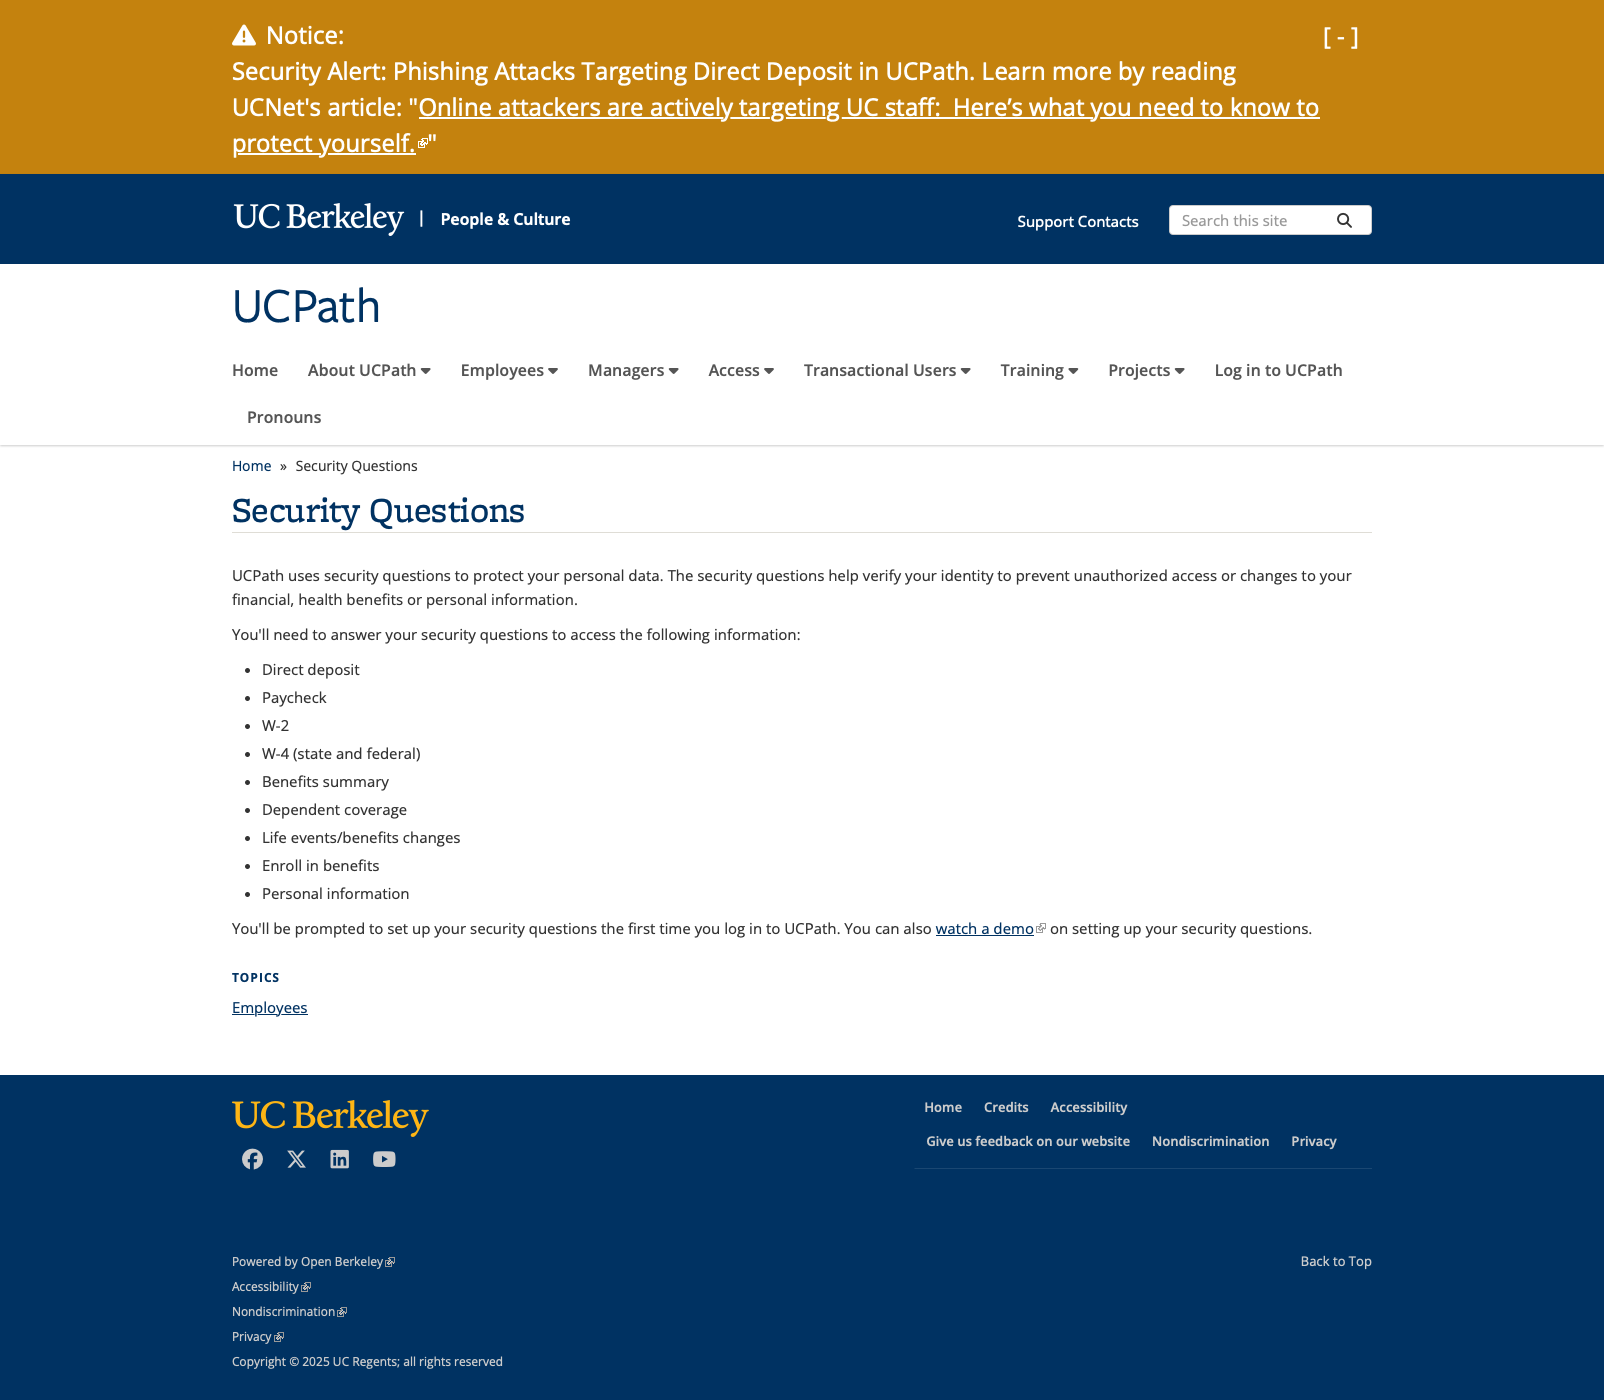 Notice:
[ - ]
Security Alert: Phishing Attacks Targeting Direct Deposit in UCPath. Learn more by reading
UCNet's article: "Online attackers are actively targeting UC staff:  Here’s what you need to know to
protect yourself."
UC Berkeley | People & Culture
Support Contacts
Search this site
UCPath
Home About UCPath Employees Managers Access Transactional Users Training Projects Log in to UCPath
Pronouns
Home » Security Questions
Security Questions
UCPath uses security questions to protect your personal data. The security questions help verify your identity to prevent unauthorized access or changes to your
financial, health benefits or personal information.
You'll need to answer your security questions to access the following information:
• Direct deposit
• Paycheck
• W-2
• W-4 (state and federal)
• Benefits summary
• Dependent coverage
• Life events/benefits changes
• Enroll in benefits
• Personal information
You'll be prompted to set up your security questions the first time you log in to UCPath. You can also watch a demo on setting up your security questions.
TOPICS
Employees
UC Berkeley
Home Credits Accessibility
Give us feedback on our website Nondiscrimination Privacy
Powered by Open Berkeley
Back to Top
Accessibility
Nondiscrimination
Privacy
Copyright © 2025 UC Regents; all rights reserved